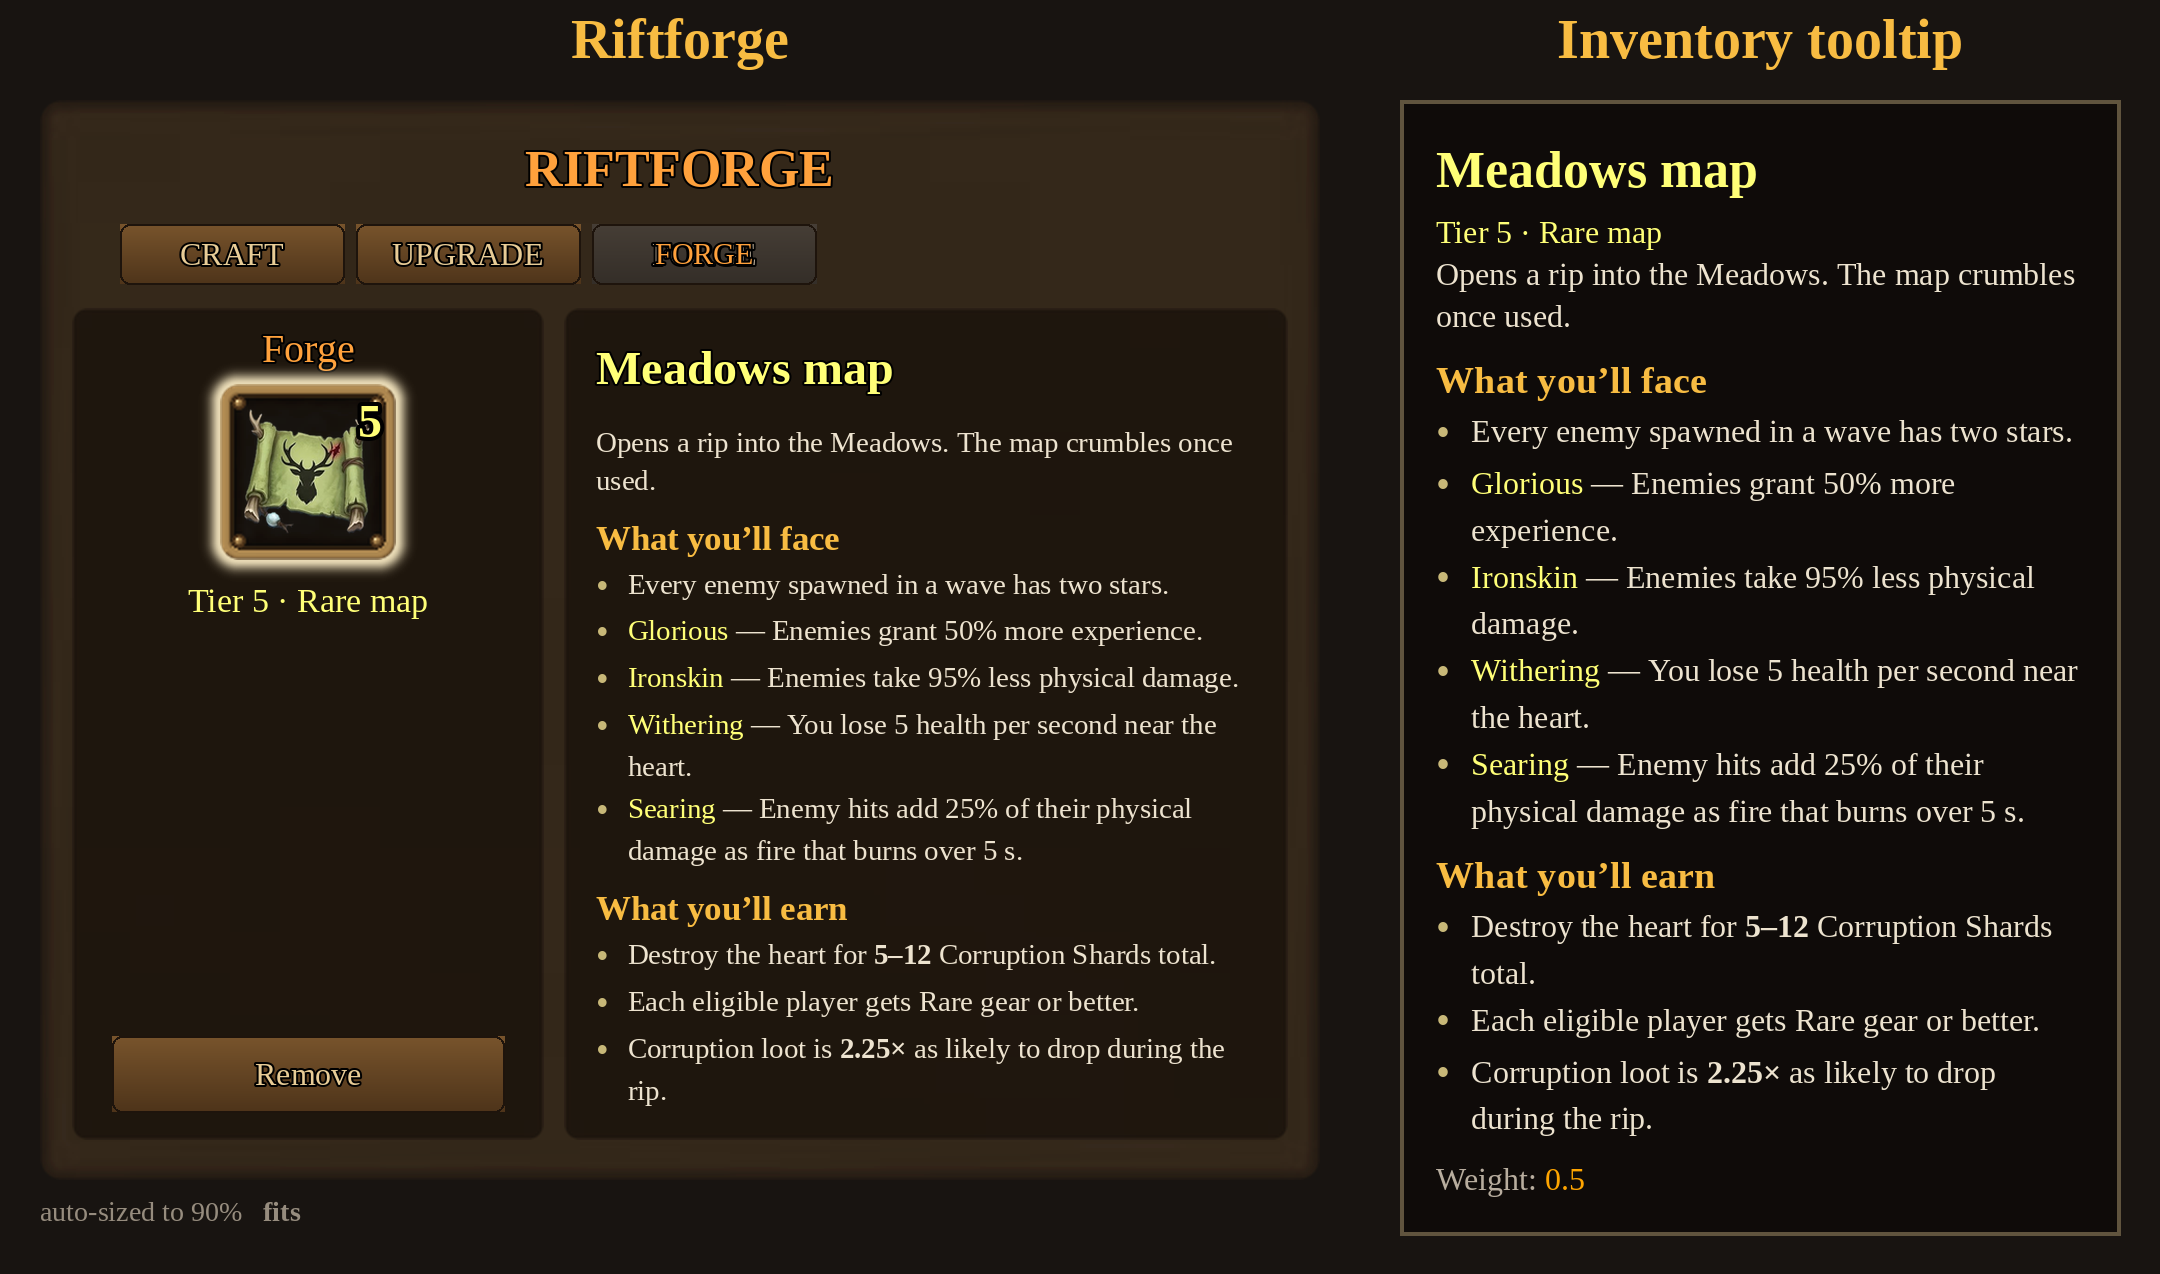 Riftforge
RIFTFORGE
CRAFT
UPGRADE
FORGE
Forge
5
Tier 5 · Rare map
Remove
Meadows map
Opens a rip into the Meadows. The map crumbles once
used.
What you’ll face
• Every enemy spawned in a wave has two stars.
• Glorious — Enemies grant 50% more experience.
• Ironskin — Enemies take 95% less physical damage.
• Withering — You lose 5 health per second near the
heart.
• Searing — Enemy hits add 25% of their physical
damage as fire that burns over 5 s.
What you’ll earn
• Destroy the heart for 5–12 Corruption Shards total.
• Each eligible player gets Rare gear or better.
• Corruption loot is 2.25× as likely to drop during the
rip.
auto-sized to 90% fits
Inventory tooltip
Meadows map
Tier 5 · Rare map
Opens a rip into the Meadows. The map crumbles
once used.
What you’ll face
• Every enemy spawned in a wave has two stars.
• Glorious — Enemies grant 50% more
experience.
• Ironskin — Enemies take 95% less physical
damage.
• Withering — You lose 5 health per second near
the heart.
• Searing — Enemy hits add 25% of their
physical damage as fire that burns over 5 s.
What you’ll earn
• Destroy the heart for 5–12 Corruption Shards
total.
• Each eligible player gets Rare gear or better.
• Corruption loot is 2.25× as likely to drop
during the rip.
Weight: 0.5